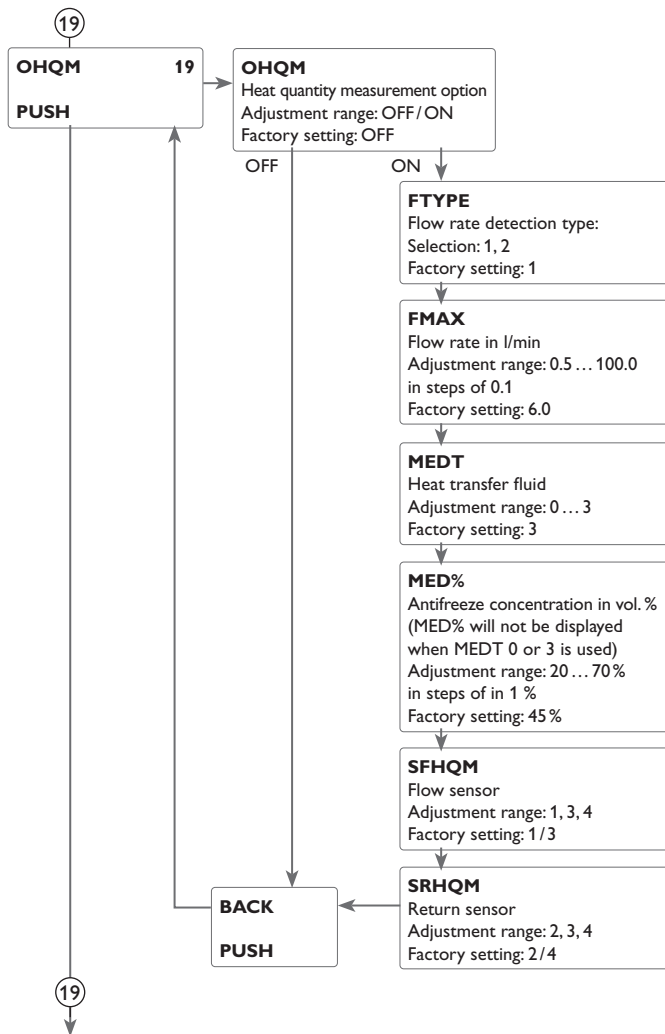 19
OHQM 19
PUSH
OHQM
Heat quantity measurement option
Adjustment range: OFF/ON
Factory setting: OFF
OFF
ON
FTYPE
Flow rate detection type:
Selection: 1, 2
Factory setting: 1
FMAX
Flow rate in l/min
Adjustment range: 0.5 ... 100.0
in steps of 0.1
Factory setting: 6.0
MEDT
Heat transfer fluid
Adjustment range: 0 ... 3
Factory setting: 3
MED%
Antifreeze concentration in vol. %
(MED% will not be displayed
when MEDT 0 or 3 is used)
Adjustment range: 20 ... 70%
in steps of in 1 %
Factory setting: 45%
SFHQM
Flow sensor
Adjustment range: 1, 3, 4
Factory setting: 1/3
SRHQM
Return sensor
Adjustment range: 2, 3, 4
Factory setting: 2/4
BACK
PUSH
19